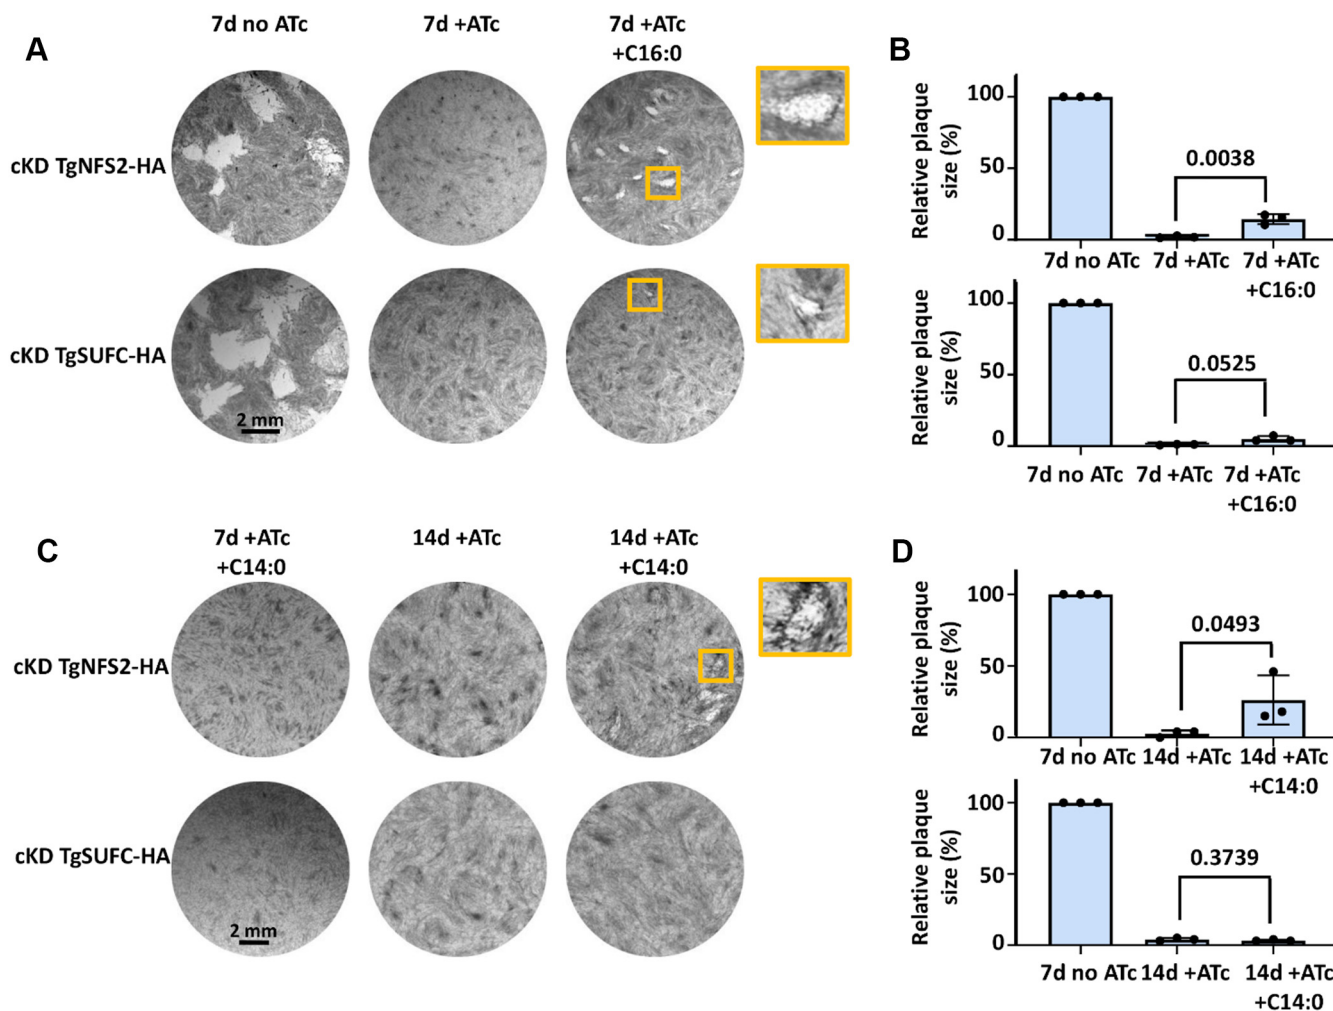 A
7d no ATc
7d +ATc
7d +ATc
+C16:0
cKD TgNFS2-HA
cKD TgSUFC-HA
2 mm
B
Relative plaque
size (%)
100
50
0
0.0038
7d no ATc
7d +ATc
7d +ATc
+C16:0
Relative plaque
size (%)
100
50
0
0.0525
7d no ATc
7d +ATc
7d +ATc
+C16:0
C
7d +ATc
+C14:0
14d +ATc
14d +ATc
+C14:0
cKD TgNFS2-HA
cKD TgSUFC-HA
2 mm
D
Relative plaque
size (%)
100
50
0
0.0493
7d no ATc
14d +ATc
14d +ATc
+C14:0
Relative plaque
size (%)
100
50
0
0.3739
7d no ATc
14d +ATc
14d +ATc
+C14:0